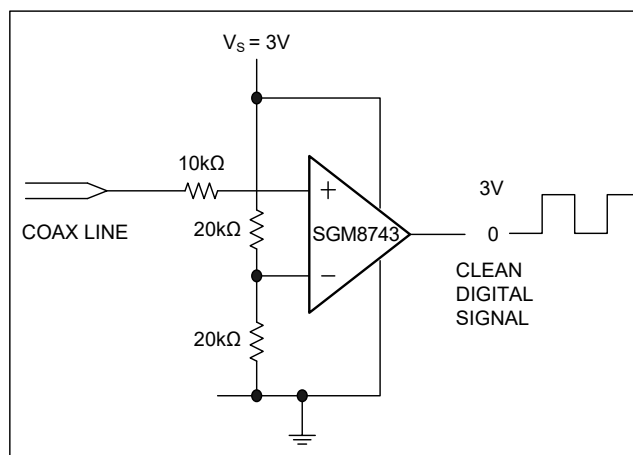 V_S = 3V
10kΩ
COAX LINE
20kΩ
+
SGM8743
−
20kΩ
3V
0
CLEAN
DIGITAL
SIGNAL